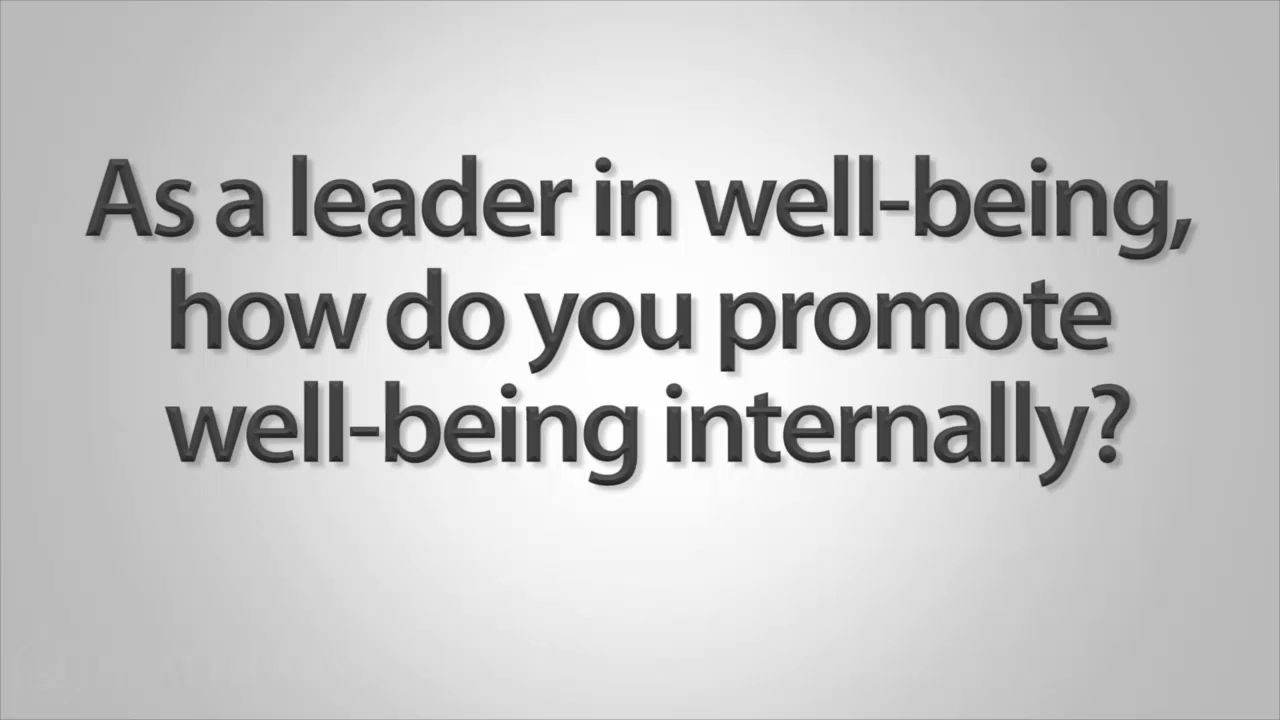 As a leader in well-being,
how do you promote
well-being internally?